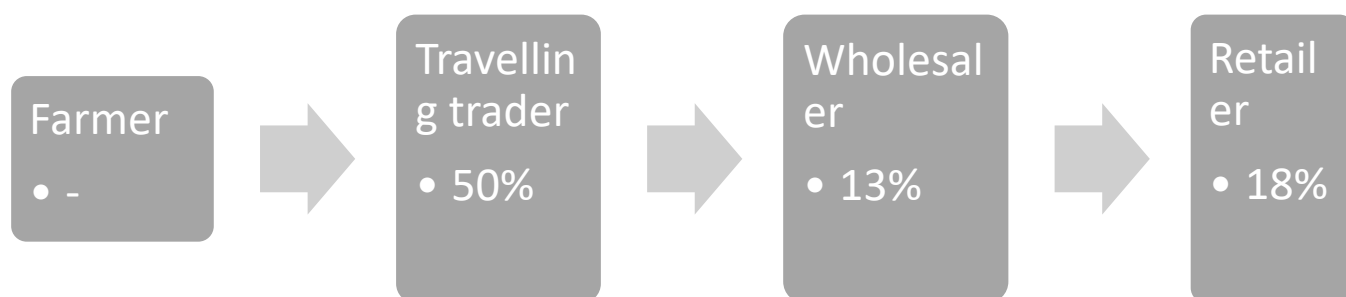 Farmer
• -
Travellin
g trader
• 50%
Wholesal
er
• 13%
Retail
er
• 18%